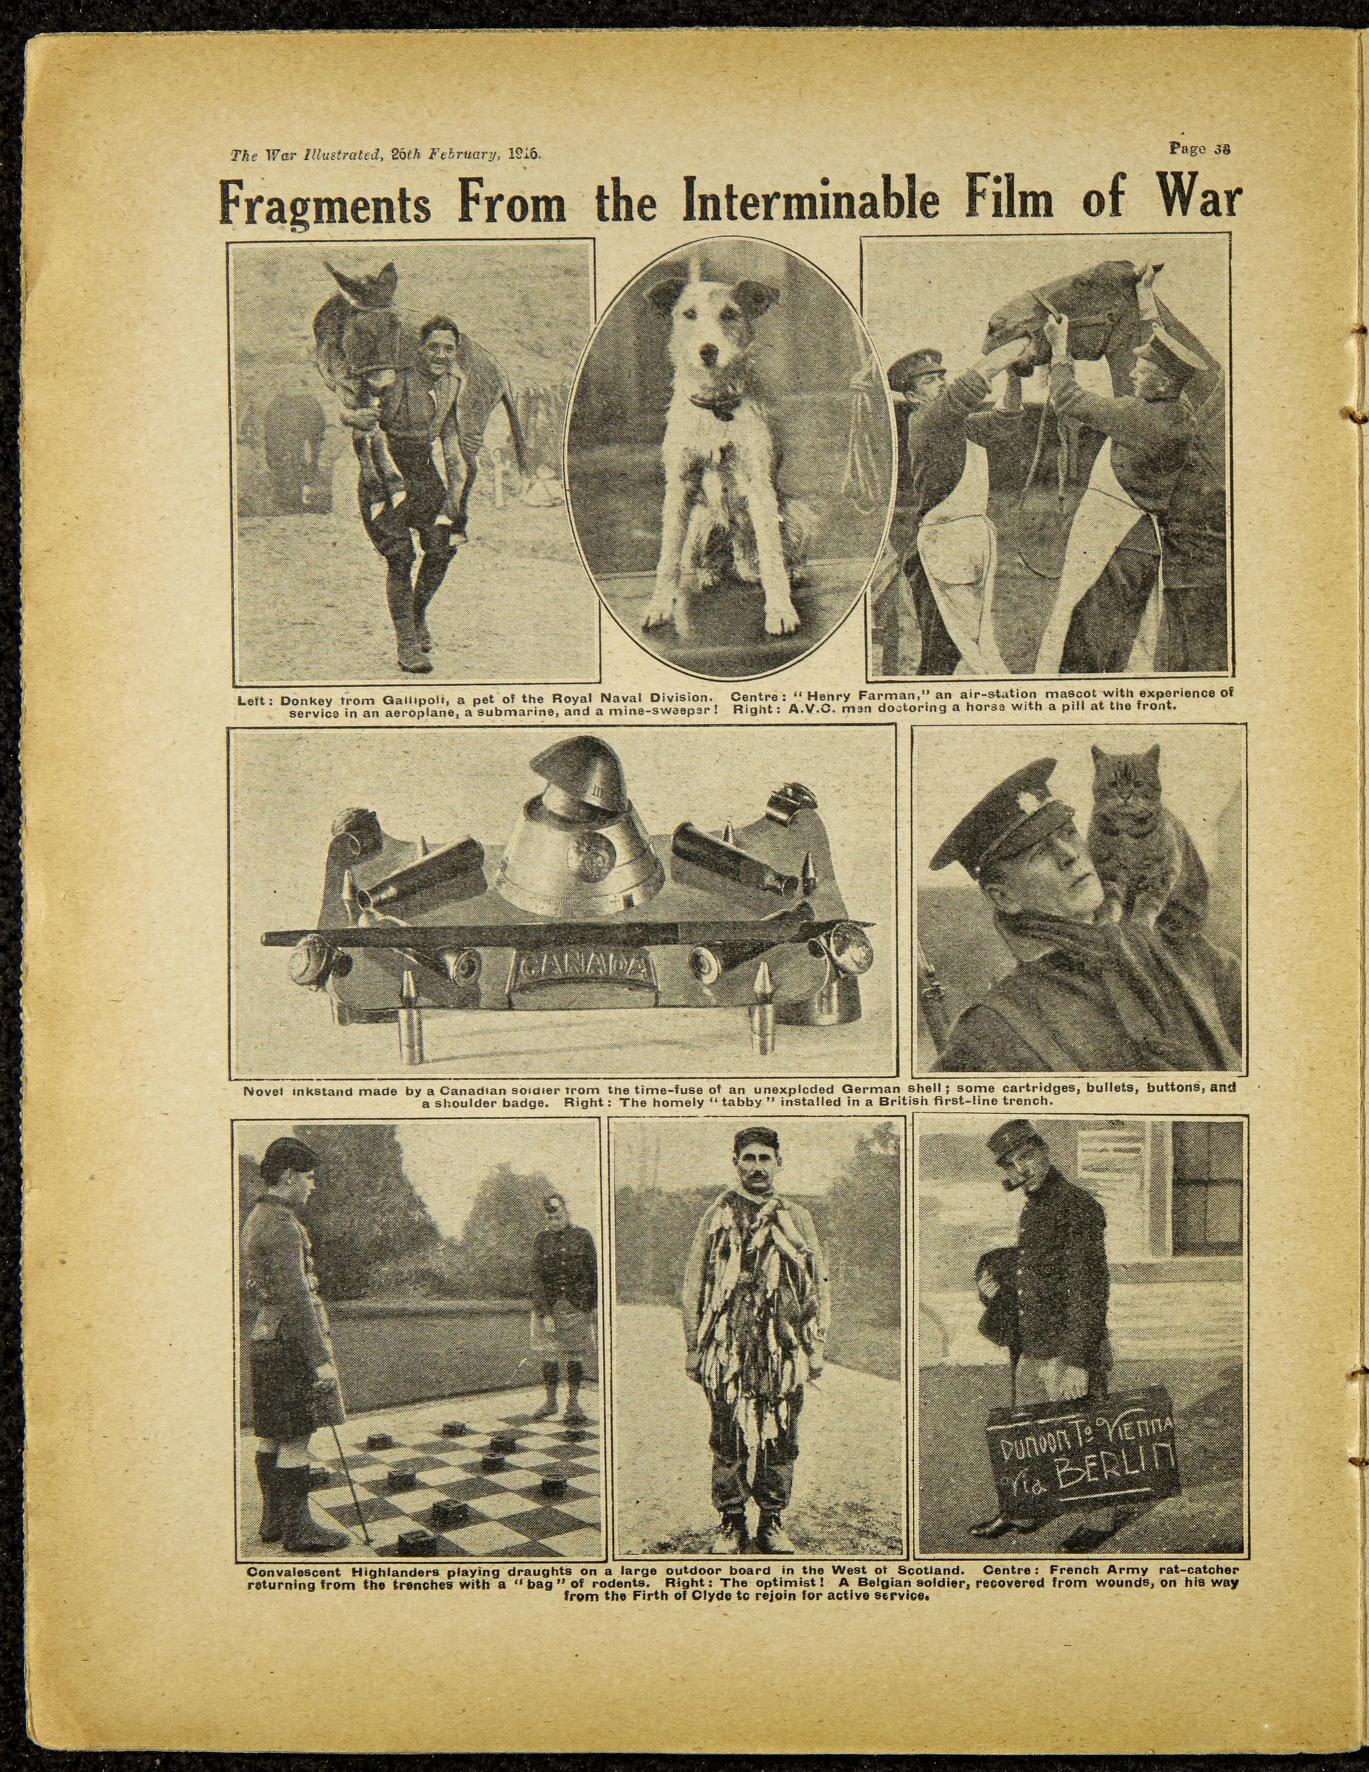 The War Illustrated, 26th February, 1916.
Page 38
Fragments From the Interminable Film of War
Left: Donkey from Gallipoli, a pet of the Royal Naval Division. Centre: "Henry Farman," an air-station mascot with experience of
service in an aeroplane, a submarine, and a mine-sweeper! Right: A.V.C. men doctoring a horse with a pill at the front.
CANADA
Novel inkstand made by a Canadian soldier from the time-fuse of an unexploded German shell; some cartridges, bullets, buttons, and
a shoulder badge. Right: The homely "tabby" installed in a British first-line trench.
DUNOON To VIENNA
Via BERLIN
Convalescent Highlanders playing draughts on a large outdoor board in the West of Scotland. Centre: French Army rat-catcher
returning from the trenches with a "bag" of rodents. Right: The optimist! A Belgian soldier, recovered from wounds, on his way
from the Firth of Clyde to rejoin for active service.